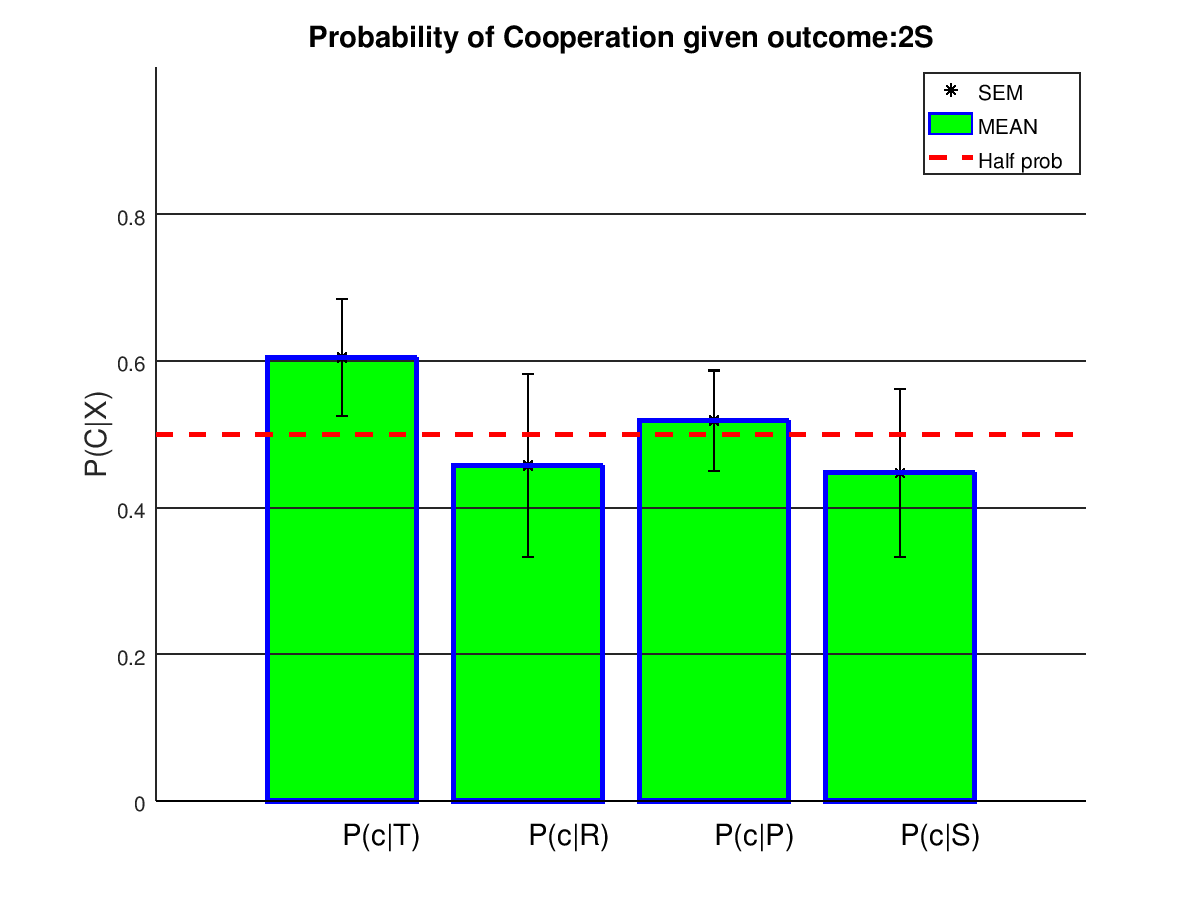 Probability of Cooperation given outcome:2S
SEM
MEAN
Half prob
P(C|X)
0.8
0.6
0.4
0.2
0
P(c|T)
P(c|R)
P(c|P)
P(c|S)